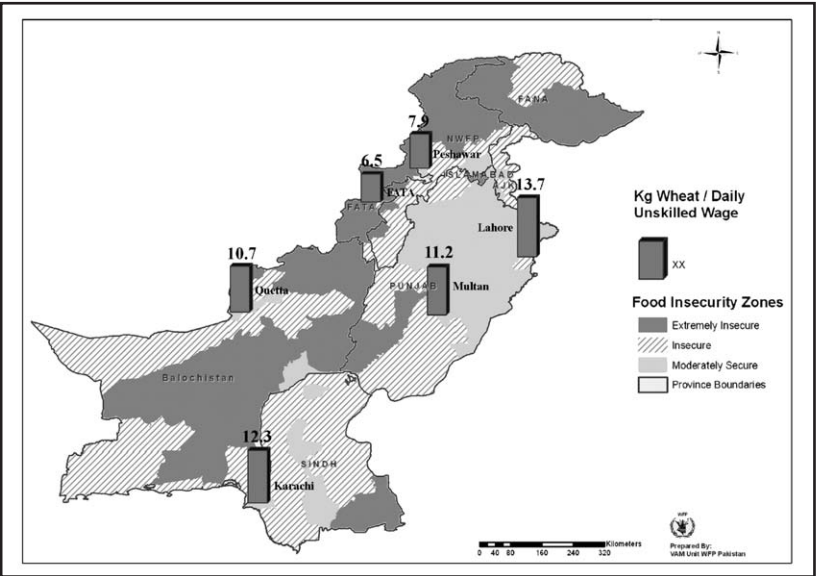 FANA
7.9
NWFP
Peshawar
6.5
ISLAMABAD
AJK
13.7
FATA
FATA
Lahore
10.7
11.2
Quetta
PUNJAB
Multan
Balochistan
12.3
SINDH
Karachi
Kg Wheat / Daily
Unskilled Wage
XX
Food Insecurity Zones
Extremely Insecure
Insecure
Moderately Secure
Province Boundaries
Kilometers
0 40 80 160 240 320
WFP
Prepared By:
VAM Unit WFP Pakistan